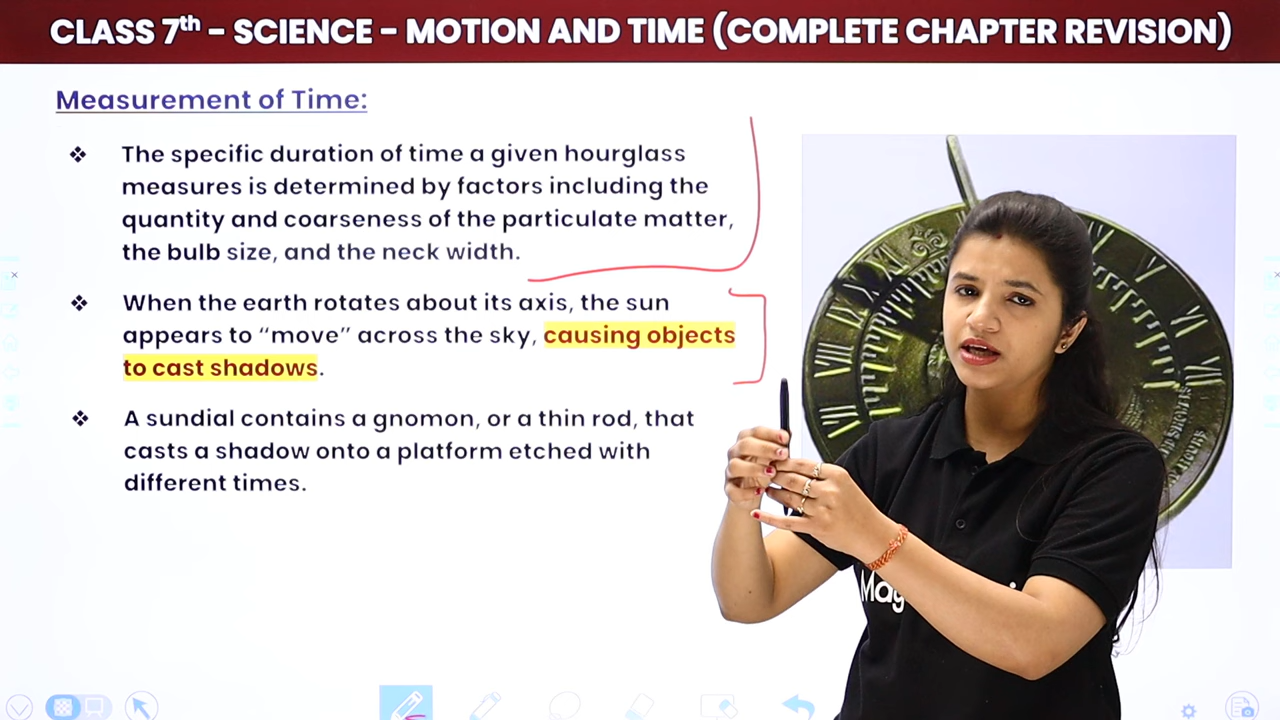 CLASS 7th – SCIENCE – MOTION AND TIME (COMPLETE CHAPTER REVISION)
Measurement of Time:
❖ The specific duration of time a given hourglass
measures is determined by factors including the
quantity and coarseness of the particulate matter,
the bulb size, and the neck width.
❖ When the earth rotates about its axis, the sun
appears to “move” across the sky, causing objects
to cast shadows.
❖ A sundial contains a gnomon, or a thin rod, that
casts a shadow onto a platform etched with
different times.
VIII
VII
Mag